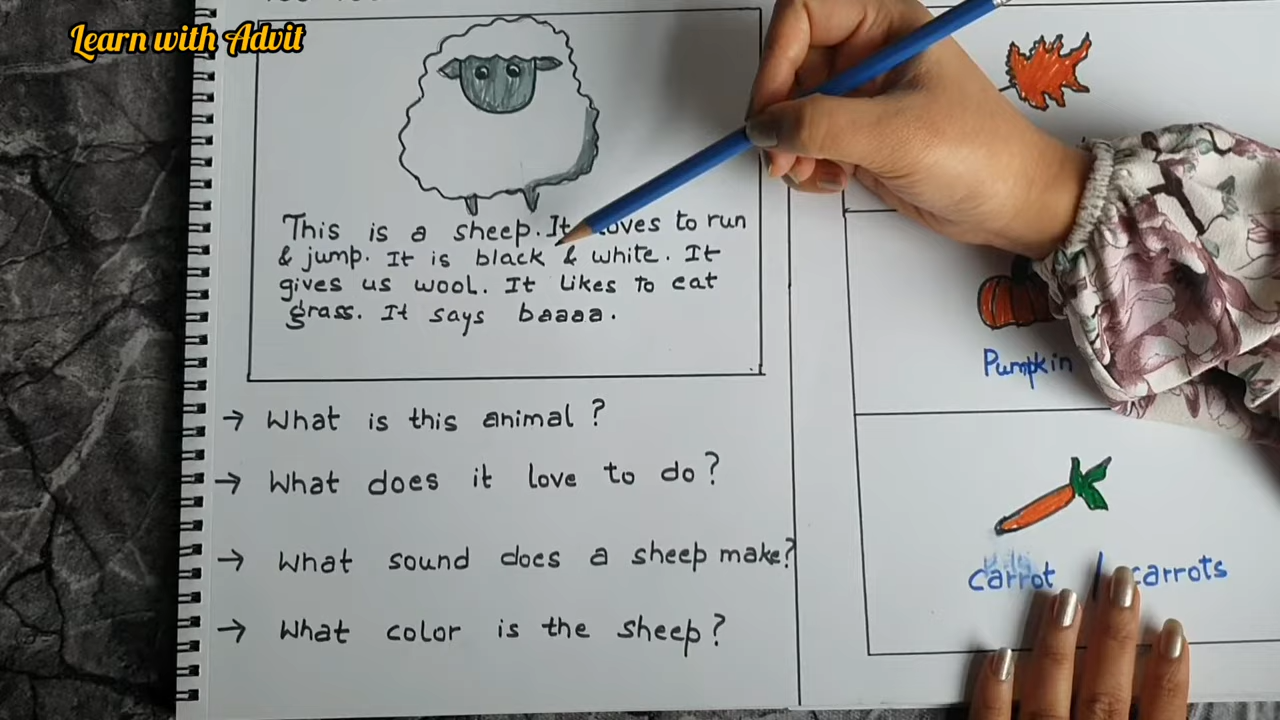 Learn with Advit
This is a sheep. It loves to run
& jump. It is black & white. It
gives us wool. It likes to eat
grass. It says baaaa.
→ What is this animal?
→ What does it love to do?
→ What sound does a sheep make?
→ What color is the sheep?
Pumpkin
carrot / carrots